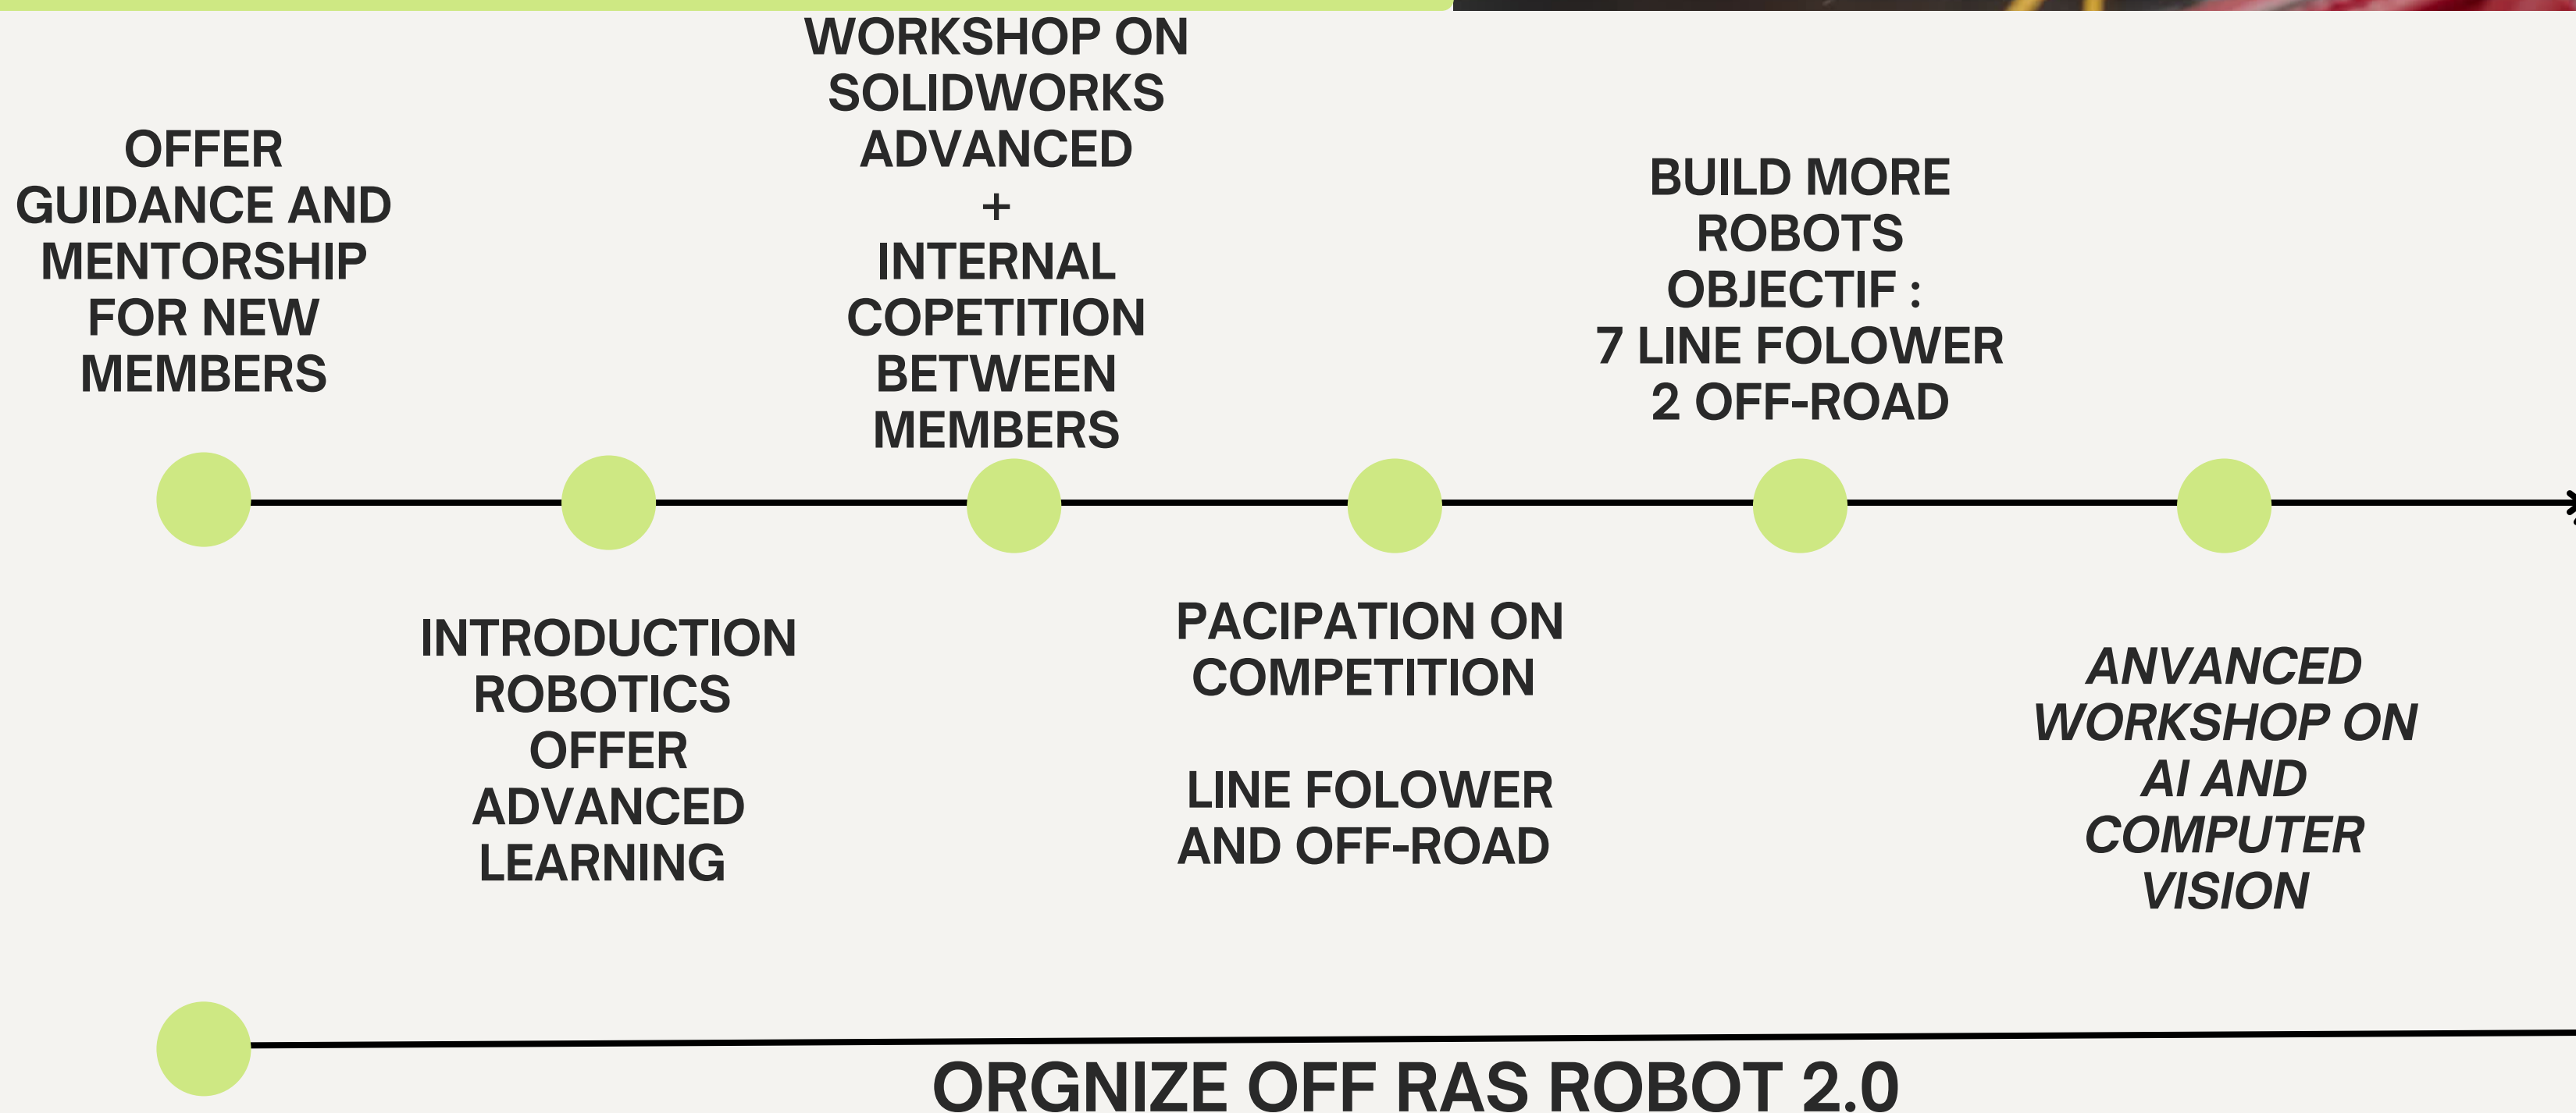 OFFER
GUIDANCE AND
MENTORSHIP
FOR NEW
MEMBERS
INTRODUCTION
ROBOTICS
OFFER
ADVANCED
LEARNING
WORKSHOP ON
SOLIDWORKS
ADVANCED
+
INTERNAL
COPETITION
BETWEEN
MEMBERS
PACIPATION ON
COMPETITION
LINE FOLOWER
AND OFF-ROAD
BUILD MORE
ROBOTS
OBJECTIF :
7 LINE FOLOWER
2 OFF-ROAD
ANVANCED
WORKSHOP ON
AI AND
COMPUTER
VISION
ORGNIZE OFF RAS ROBOT 2.0